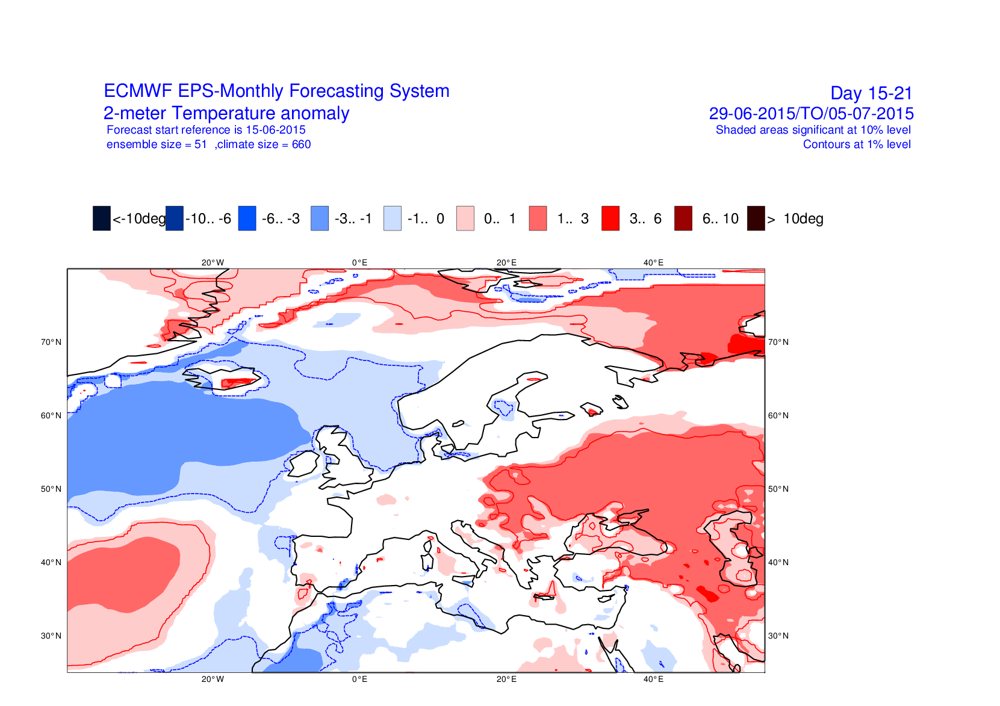 ECMWF EPS-Monthly Forecasting System
2-meter Temperature anomaly
Forecast start reference is 15-06-2015
ensemble size = 51 ,climate size = 660
Day 15-21
29-06-2015/TO/05-07-2015
Shaded areas significant at 10% level
Contours at 1% level
<-10deg -10.. -6 -6.. -3 -3.. -1 -1.. 0 0.. 1 1.. 3 3.. 6 6.. 10 > 10deg
20°W 0°E 20°E 40°E
70°N 70°N
60°N 60°N
50°N 50°N
40°N 40°N
30°N 30°N
20°W 0°E 20°E 40°E